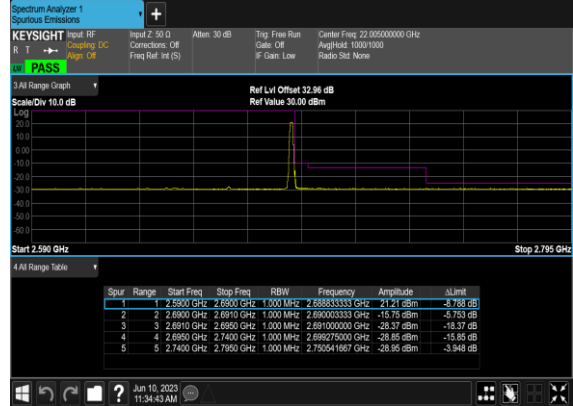 Spectrum Analyzer 1
Spurious Emissions
KEYSIGHT Input: RF Input Z: 50 Ω Atten: 30 dB Trig: Free Run Center Freq: 22.005000000 GHz
R T Coupling: DC Corrections: Off Gate: Off Avg|Hold: 1000/1000
Align: Off Freq Ref: Int (S) IF Gain: Low Radio Std: None
PASS
3 All Range Graph Ref Lvl Offset 32.96 dB
Scale/Div 10.0 dB Ref Value 30.00 dBm
Log
20.0
10.0
0.00
-10.0
-20.0
-30.0
-40.0
-50.0
-60.0
Start 2.590 GHz Stop 2.795 GHz
4 All Range Table
Spur Range Start Freq Stop Freq RBW Frequency Amplitude ΔLimit
1 1 2.5900 GHz 2.6900 GHz 1.000 MHz 2.688833333 GHz 21.21 dBm -8.788 dB
2 2 2.6900 GHz 2.6910 GHz 1.000 MHz 2.690003333 GHz -15.75 dBm -5.753 dB
3 3 2.6910 GHz 2.6950 GHz 1.000 MHz 2.691000000 GHz -28.37 dBm -18.37 dB
4 4 2.6950 GHz 2.7400 GHz 1.000 MHz 2.699275000 GHz -28.85 dBm -15.85 dB
5 5 2.7400 GHz 2.7950 GHz 1.000 MHz 2.750541667 GHz -28.95 dBm -3.948 dB
? Jun 10, 2023
11:34:43 AM